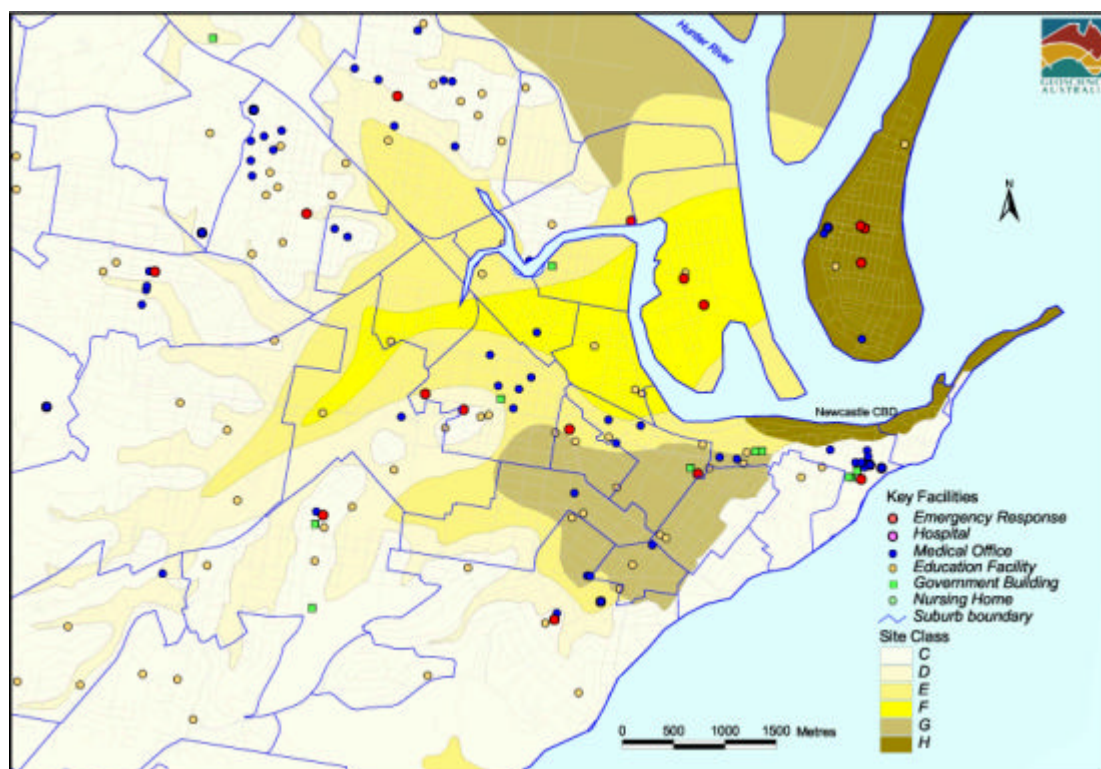 Hunter River
GEOSCIENCE
AUSTRALIA
N
Newcastle CBD
Key Facilities
Emergency Response
Hospital
Medical Office
Education Facility
Government Building
Nursing Home
Suburb boundary
Site Class
C
D
E
F
G
H
0 500 1000 1500 Metres